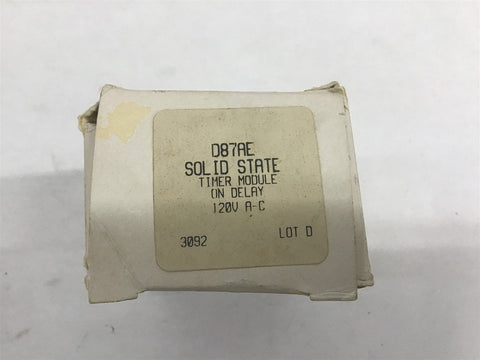 D87AE
SOLID STATE
TIMER MODULE
ON DELAY
120V A-C
3092 LOT D